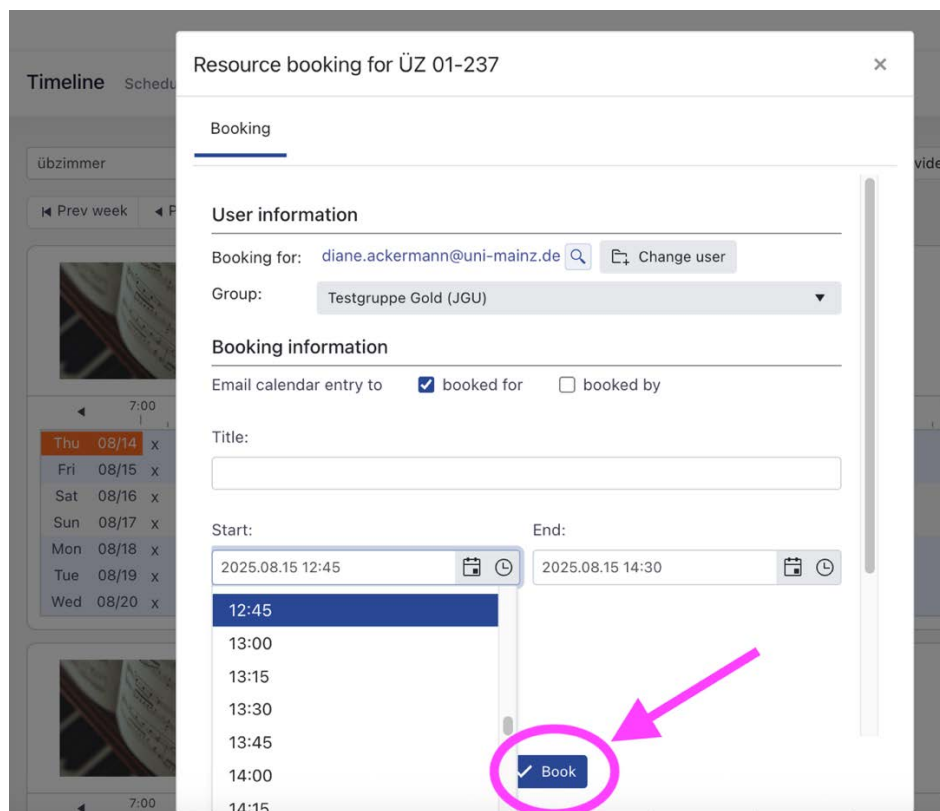 Resource booking for ÜZ 01-237 ×
Timeline Schedu
Booking
übzimmer
vide
Prev week P
User information
Booking for: diane.ackermann@uni-mainz.de Change user
Group: Testgruppe Gold (JGU)
Booking information
Email calendar entry to booked for booked by
7:00
Thu 08/14 x
Title:
Fri 08/15 x
Sat 08/16 x
Sun 08/17 x
Start: End:
Mon 08/18 x
2025.08.15 12:45 2025.08.15 14:30
Tue 08/19 x
Wed 08/20 x
12:45
13:00
13:15
13:30
13:45
14:00
Book
7:00
14:15